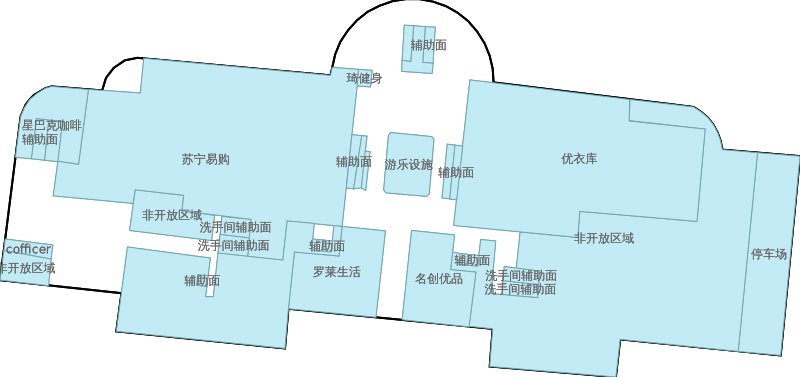 辅助面
琦健身
星巴克咖啡
辅助面
苏宁易购
辅助面
游乐设施
辅助面
优衣库
非开放区域
洗手间辅助面
洗手间辅助面
非开放区域
cofficer
非开放区域
辅助面
辅助面
罗莱生活
辅助面
名创优品
洗手间辅助面
洗手间辅助面
停车场